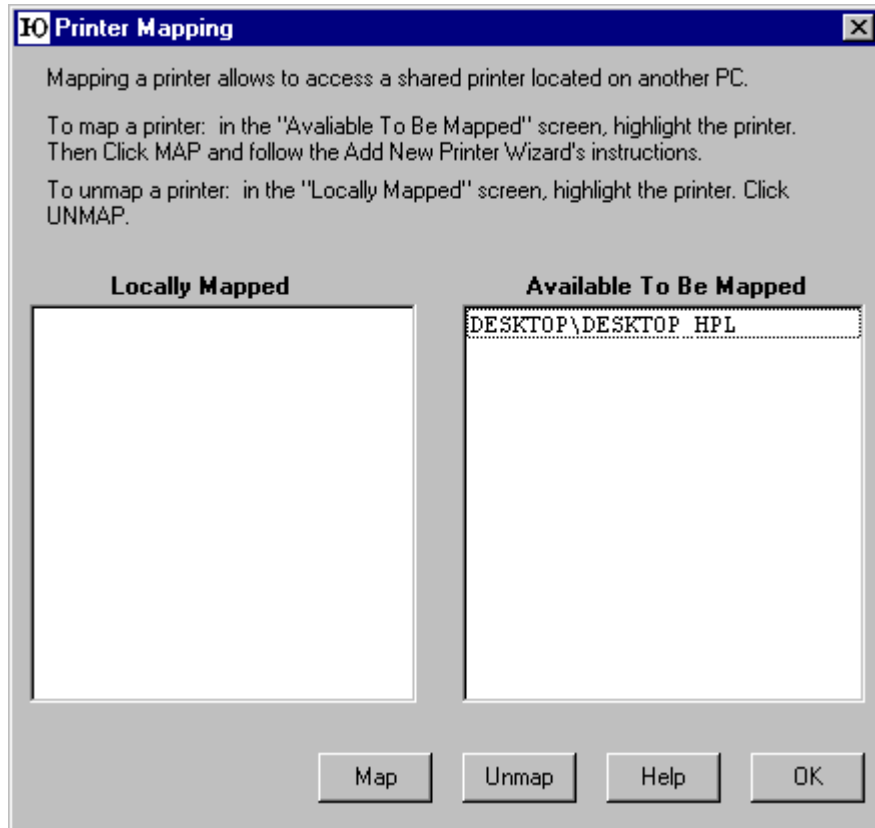 IO Printer Mapping
Mapping a printer allows to access a shared printer located on another PC.
To map a printer: in the "Avaliable To Be Mapped" screen, highlight the printer.
Then Click MAP and follow the Add New Printer Wizard's instructions.
To unmap a printer: in the "Locally Mapped" screen, highlight the printer. Click
UNMAP.
Locally Mapped
Available To Be Mapped
DESKTOP\DESKTOP_HPL
Map
Unmap
Help
OK